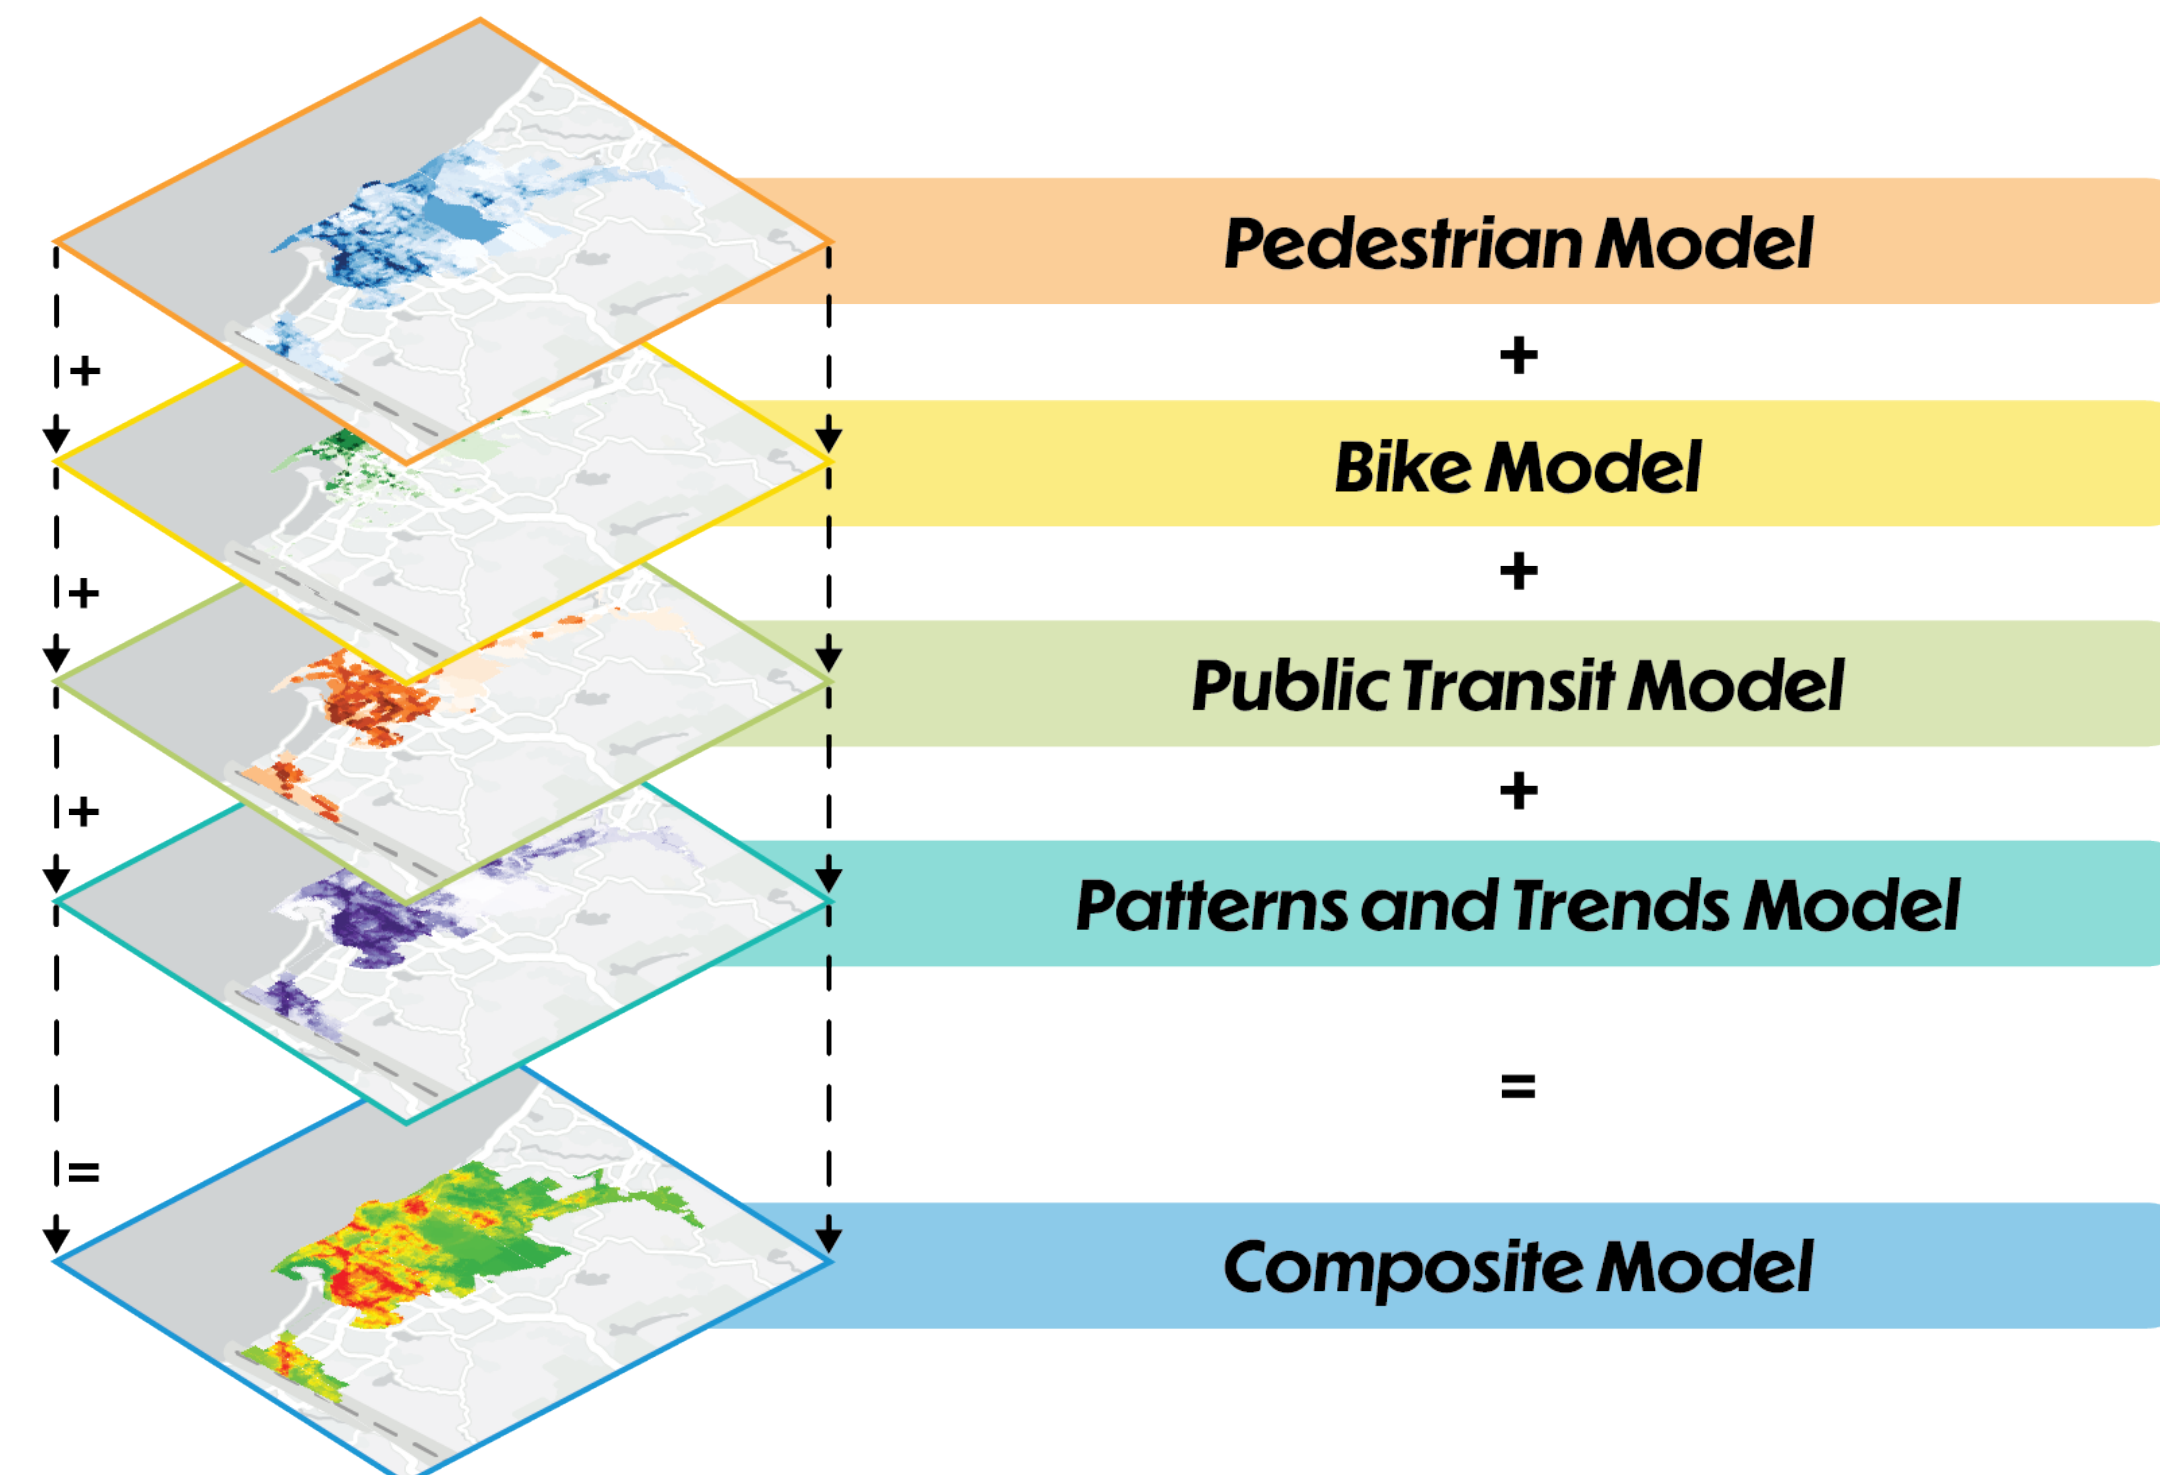 Pedestrian Model
+
+
Bike Model
+
+
Public Transit Model
+
+
Patterns and Trends Model
=
=
Composite Model